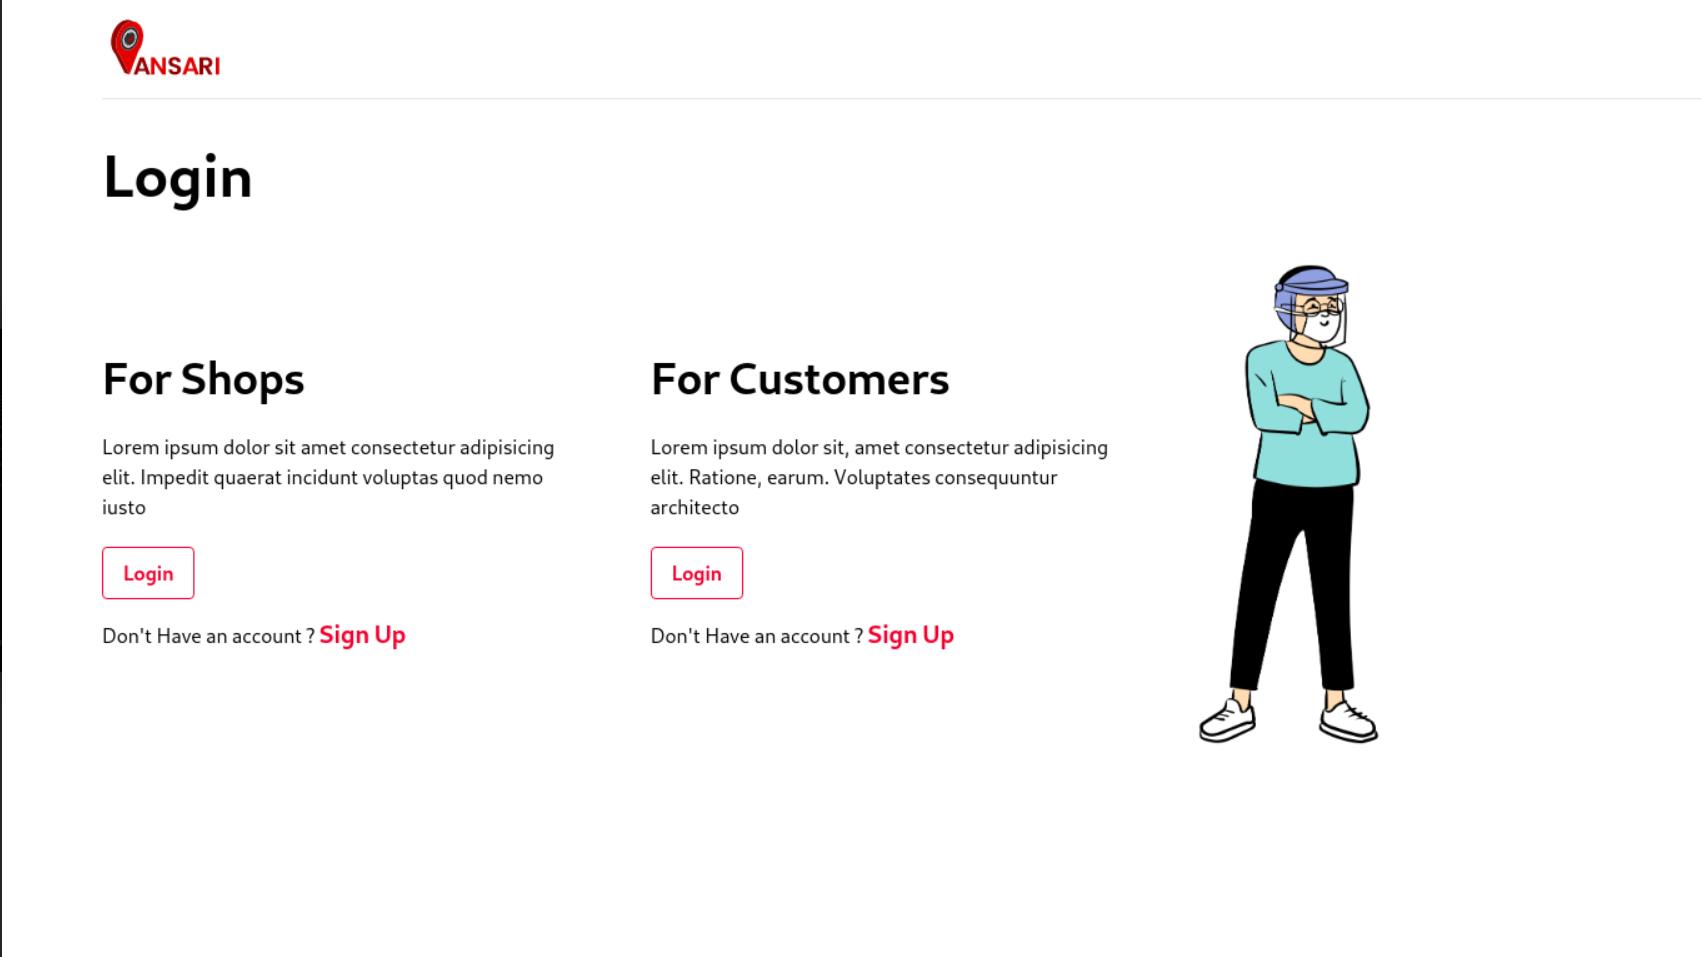 ANSARI
Login
For Shops
Lorem ipsum dolor sit amet consectetur adipisicing
elit. Impedit quaerat incidunt voluptas quod nemo
iusto
Login
Don't Have an account ? Sign Up
For Customers
Lorem ipsum dolor sit, amet consectetur adipisicing
elit. Ratione, earum. Voluptates consequuntur
architecto
Login
Don't Have an account ? Sign Up